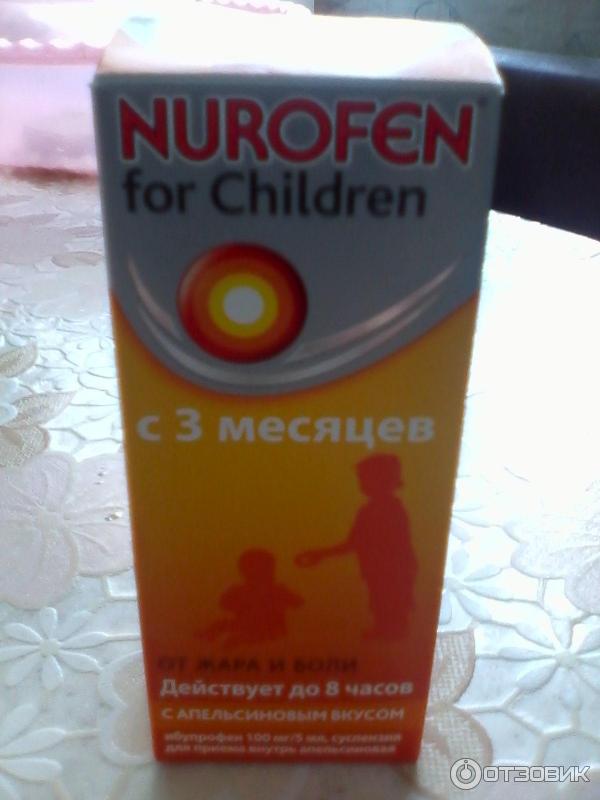 NUROFEN
for Children
с 3 месяцев
ОТ ЖАРА И БОЛИ
Действует до 8 часов
С АПЕЛЬСИНОВЫМ ВКУСОМ
ибупрофен 100 мг/5 мл, суспензия
для приема внутрь апельсиновая
ОТЗОВИК